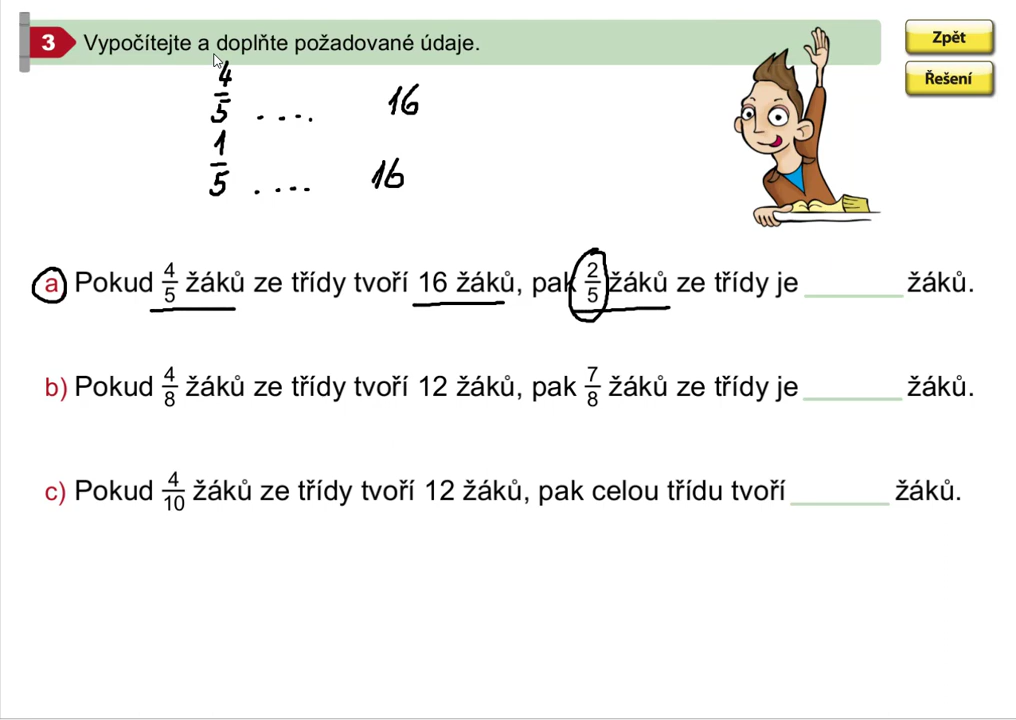 3 Vypočítejte a doplňte požadované údaje.
Zpět
Řešení
4/5 .... 16
1/5 .... 16
a) Pokud 4/5 žáků ze třídy tvoří 16 žáků, pak 2/5 žáků ze třídy je ______ žáků.
b) Pokud 4/8 žáků ze třídy tvoří 12 žáků, pak 7/8 žáků ze třídy je ______ žáků.
c) Pokud 4/10 žáků ze třídy tvoří 12 žáků, pak celou třídu tvoří ______ žáků.